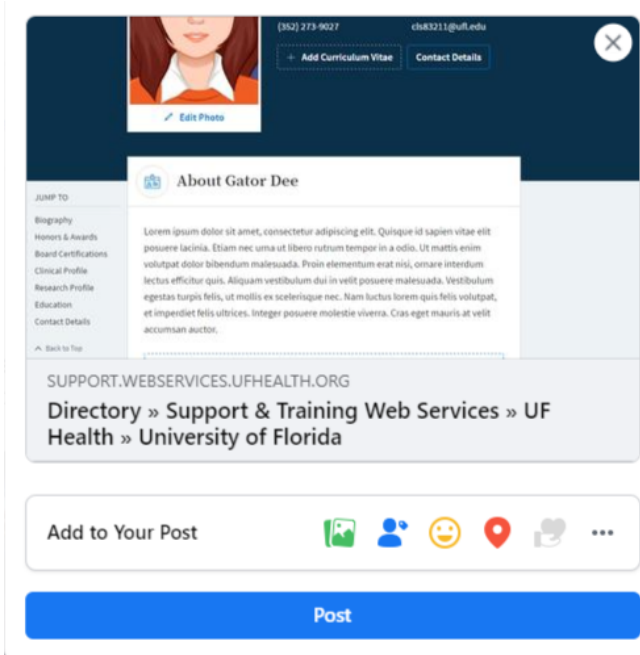 (352) 273-9027
cls83211@ufl.edu
+ Add Curriculum Vitae
Contact Details
Edit Photo
About Gator Dee
JUMP TO
Biography
Honors & Awards
Board Certifications
Clinical Profile
Research Profile
Education
Contact Details
Back to Top
Lorem ipsum dolor sit amet, consectetur adipiscing elit. Quisque id sapien vitae elit
posuere lacinia. Etiam nec urna ut libero rutrum tempor in a odio. Ut mattis enim
volutpat dolor bibendum malesuada. Proin elementum erat nisi, ornare interdum
lectus efficitur quis. Aliquam vestibulum dui in velit posuere malesuada. Vestibulum
egestas turpis felis, ut mollis ex scelerisque nec. Nam luctus lorem quis felis volutpat,
et imperdiet felis ultrices. Integer posuere molestie viverra. Cras eget mauris at velit
accumsan auctor.
SUPPORT.WEBSERVICES.UFHEALTH.ORG
Directory » Support & Training Web Services » UF
Health » University of Florida
Add to Your Post
Post